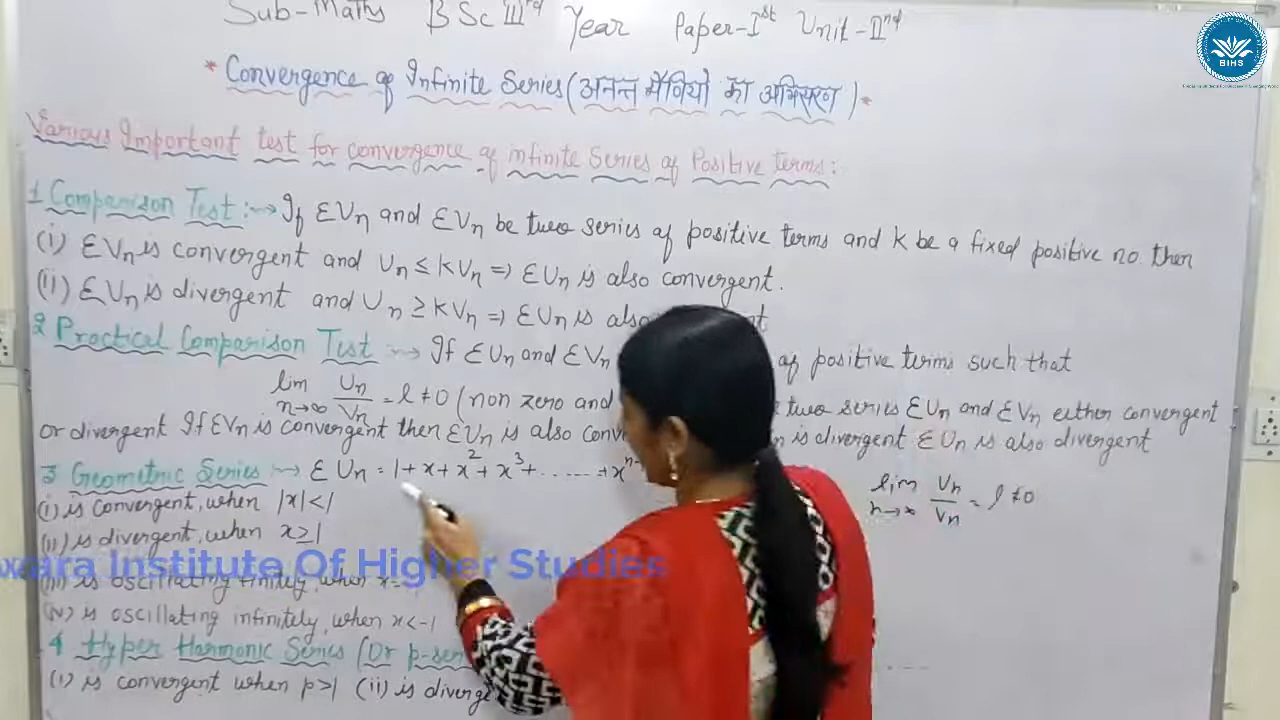 Sub-Maths BSc IIIrd Year Paper-Ist Unit-IInd
BIHS
* Convergence of Infinite Series (अनन्त श्रेनियो का अभिसरण) *
Various Important test for convergence of infinite Series of Positive terms:-
1 Comparison Test:→ If ΣUn and ΣVn be two series of positive terms and k be a fixed positive no. then
(i) ΣVn is convergent and Un ≤ kVn ⇒ ΣUn is also convergent.
(ii) ΣVn is divergent and Un ≥ kVn ⇒ ΣUn is also
2 Practical Comparison Test → If ΣUn and ΣVn of positive terms such that
lim n→∞ Un/Vn = l ≠ 0 (non zero and two series ΣUn and ΣVn either convergent
or divergent If ΣVn is convergent then ΣUn is also is divergent ΣUn is also divergent
3 Geometric Series → ΣUn = 1+x+x²+x³+......+xⁿ⁻
lim n→∞ Un/Vn = l ≠ 0
(i) is convergent, when |x|<1
(ii) is divergent, when x≥1
wara Institute Of Higher Studies
(iii) is oscillating finitely, when x=
(iv) is oscillating infinitely, when x<-1
4 Hyper Harmonic Series (Or p-ser
(i) is convergent when p>1 (ii) is diverge